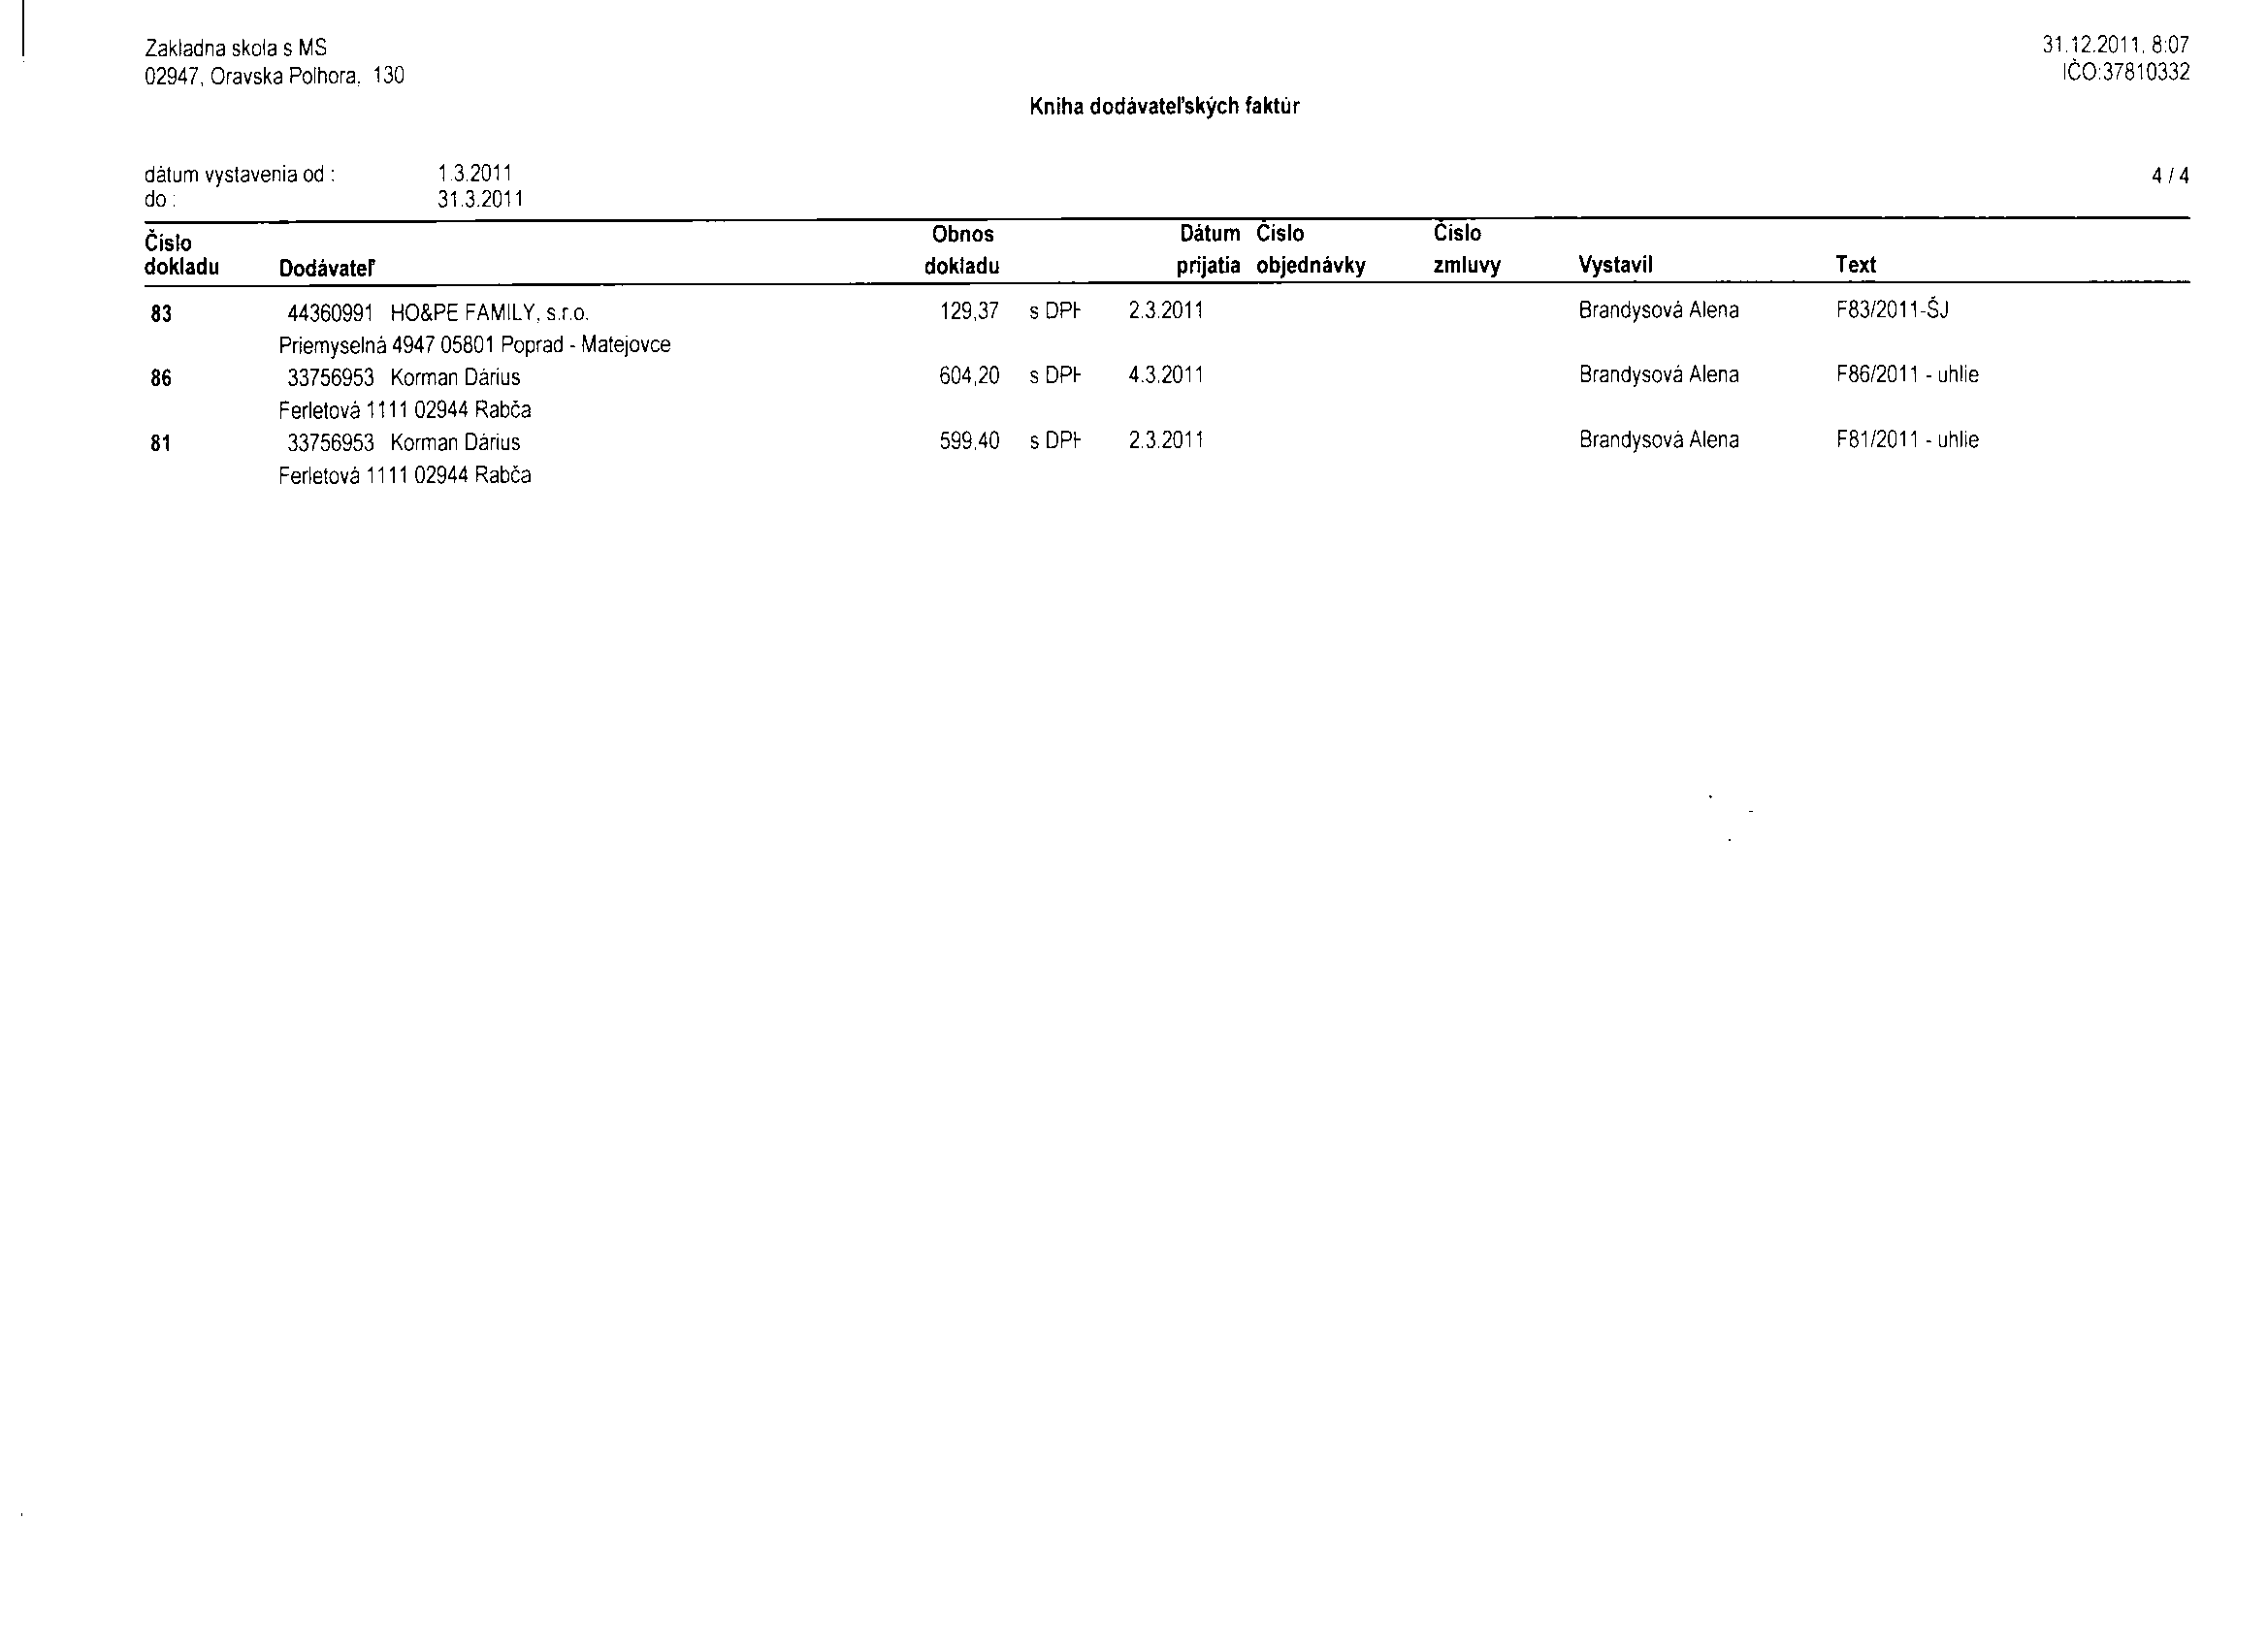 Zakladna skola s MS
31.12.2011, 8:07
02947, Oravska Polhora, 130
IČO:37810332
Kniha dodávateľských faktúr
dátum vystavenia od : 1.3.2011
4 / 4
do : 31.3.2011
Číslo Obnos Dátum Číslo Číslo
dokladu Dodávateľ dokladu prijatia objednávky zmluvy Vystavil Text
83 44360991 HO&PE FAMILY, s.r.o. 129,37 s DPH 2.3.2011 Brandysová Alena F83/2011-ŠJ
Priemyselná 4947 05801 Poprad - Matejovce
86 33756953 Korman Dárius 604,20 s DPH 4.3.2011 Brandysová Alena F86/2011 - uhlie
Ferletová 1111 02944 Rabča
81 33756953 Korman Dárius 599,40 s DPH 2.3.2011 Brandysová Alena F81/2011 - uhlie
Ferletová 1111 02944 Rabča